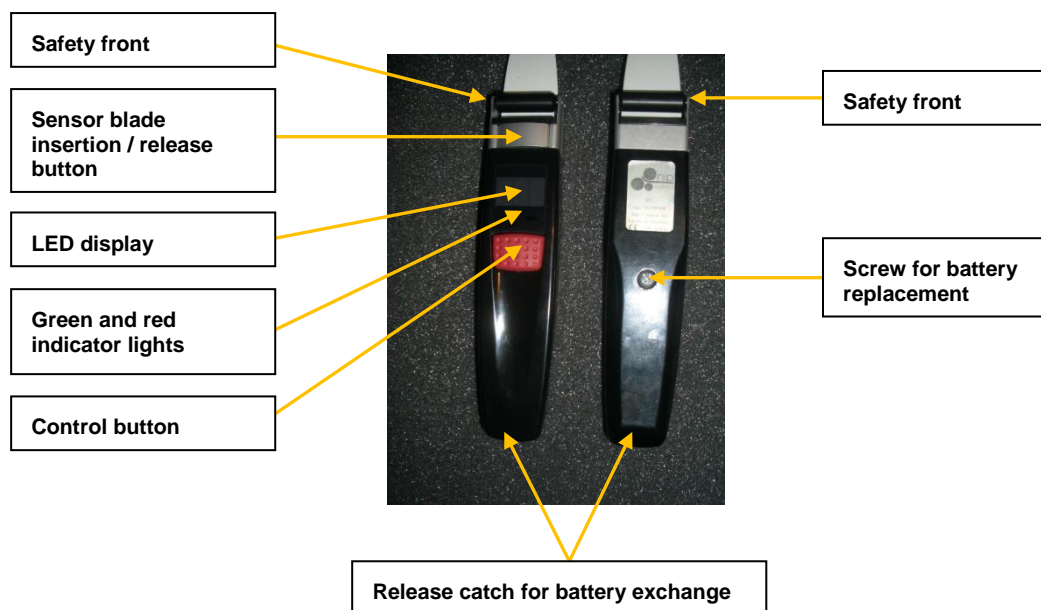 Safety front
Sensor blade
insertion / release
button
LED display
Green and red
indicator lights
Control button
Safety front
Screw for battery
replacement
Release catch for battery exchange